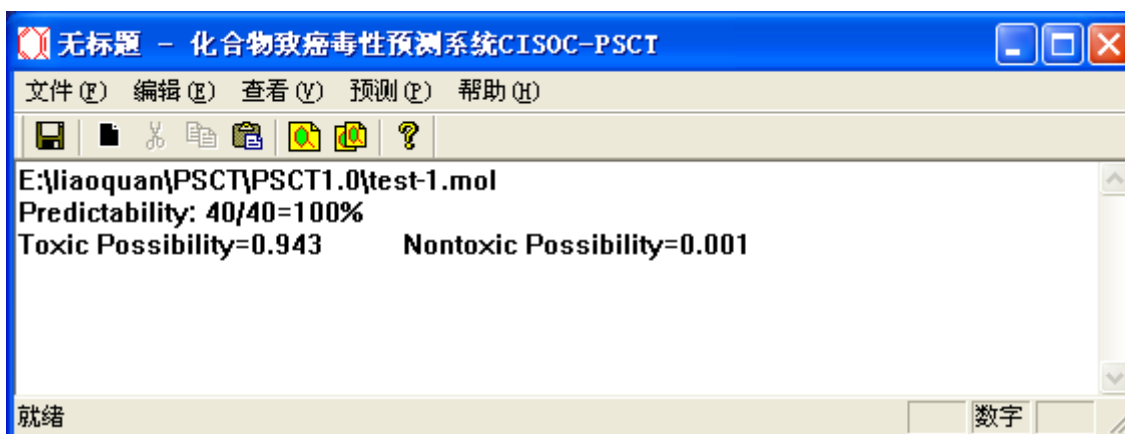 无标题 - 化合物致癌毒性预测系统CISOC-PSCT
文件(F) 编辑(E) 查看(V) 预测(P) 帮助(H)
E:\liaoquan\PSCT\PSCT1.0\test-1.mol
Predictability: 40/40=100%
Toxic Possibility=0.943 Nontoxic Possibility=0.001
就绪 数字